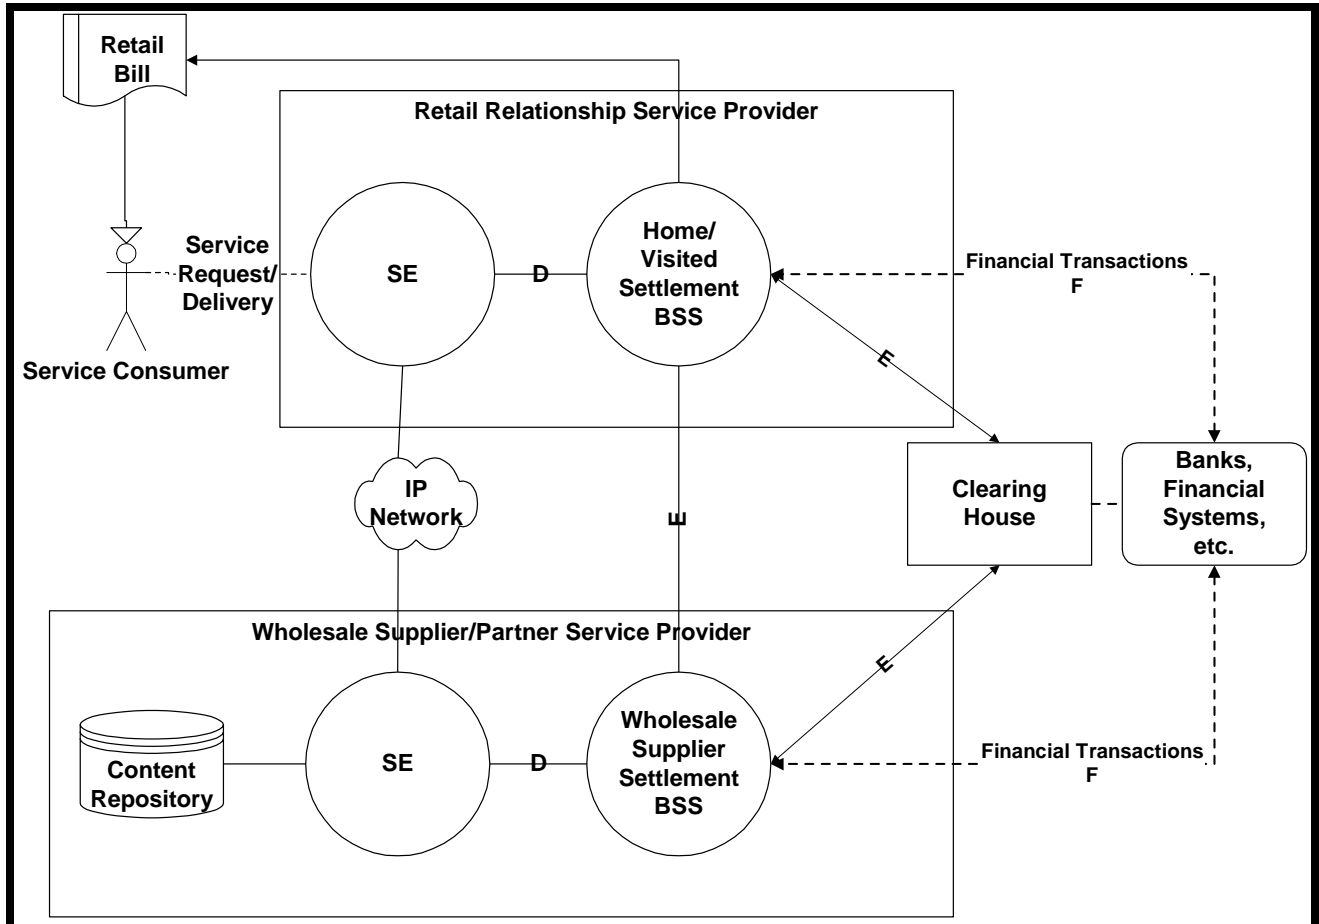 Retail
Bill
Retail Relationship Service Provider
Service
Request/
Delivery
SE
D
Home/
Visited
Settlement
BSS
Financial Transactions
F
Service Consumer
E
IP
Network
E
Clearing
House
Banks,
Financial
Systems,
etc.
Wholesale Supplier/Partner Service Provider
E
Content
Repository
SE
D
Wholesale
Supplier
Settlement
BSS
Financial Transactions
F